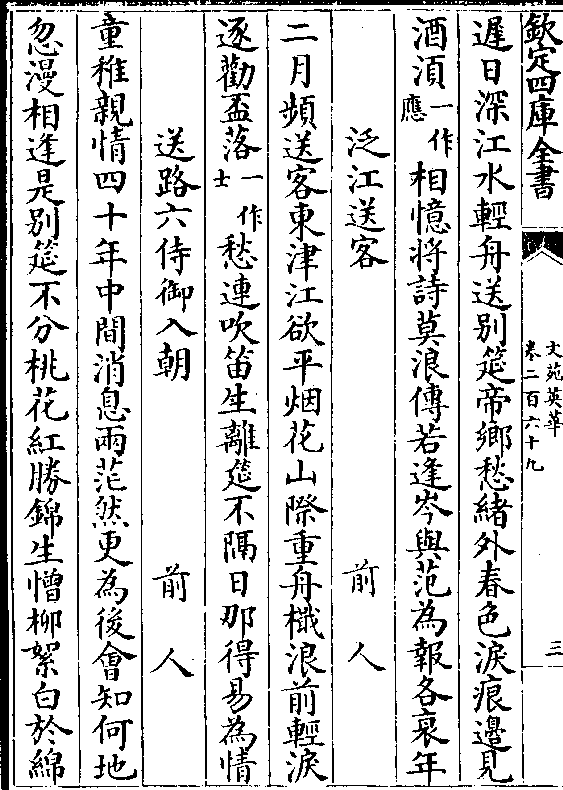 欽定四庫全書
文苑英華
卷二百六十九
三
遲日深江水輕舟送别筵帝鄉愁緒外春色淚痕邊見
酒湏一作應相憶將詩莫浪傳若逢岑與范為報各衰年
泛江送客 前人
二月頻送客東津江欲平烟花山際重舟檝浪前輕淚
逐勸盃落一作士愁連吹笛生離筵不隔日那得易為情
送路六侍御入朝 前人
童稚親情四十年中間消息兩茫然更為後會知何地
忽漫相逢是别筵不分桃花紅勝錦生憎柳絮白於綿